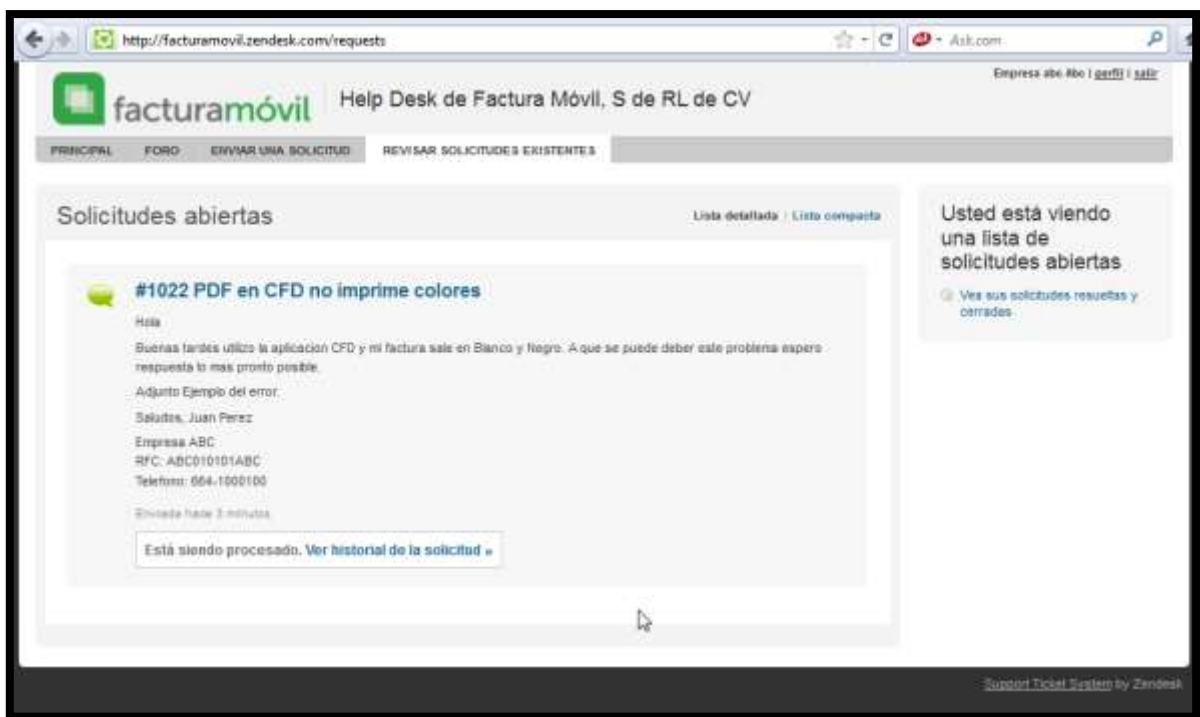 http://facturamovil.zendesk.com/requests
Ask.com
Empresa abc Abc | perfil | salir
facturamóvil
Help Desk de Factura Móvil, S de RL de CV
PRINCIPAL FORO ENVIAR UNA SOLICITUD REVISAR SOLICITUDES EXISTENTES
Solicitudes abiertas
Lista detallada | Lista compacta
#1022 PDF en CFD no imprime colores
Hola
Buenas tardes utilizo la aplicacion CFD y mi factura sale en Blanco y Negro. A que se puede deber este problema espero
respuesta lo mas pronto posible.
Adjunto Ejemplo del error.
Saludos, Juan Perez
Empresa ABC
RFC: ABC010101ABC
Telefono: 664-1000100
Enviada hace 3 minutos
Está siendo procesado. Ver historial de la solicitud »
Usted está viendo
una lista de
solicitudes abiertas
Vea sus solicitudes resueltas y
cerradas
Support Ticket System by Zendesk